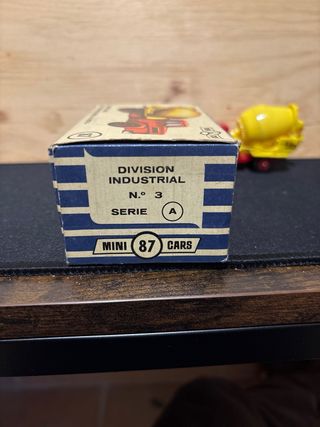 DIVISION
INDUSTRIAL
N.º 3
SERIE A
MINI 87 CARS